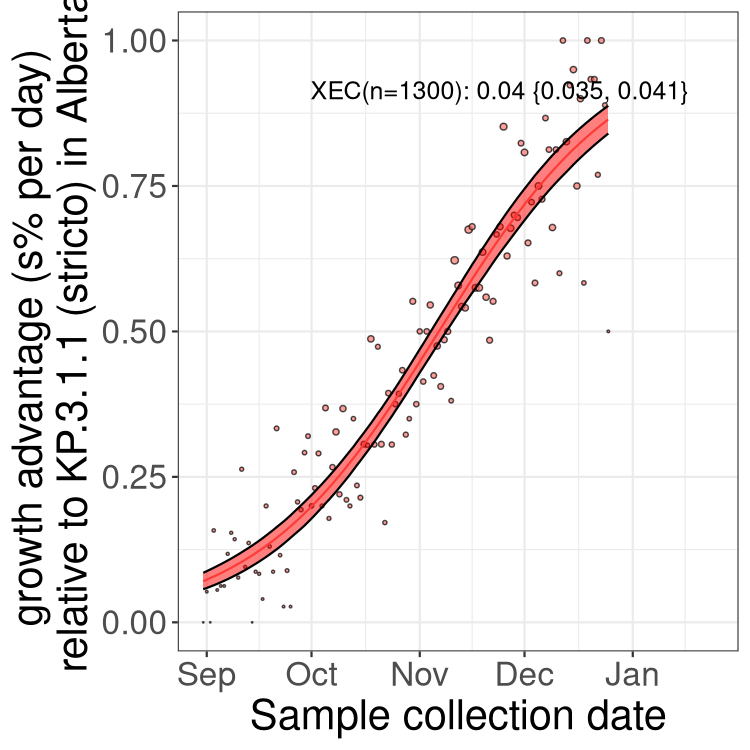 growth advantage (s% per day)
relative to KP.3.1.1 (stricto) in Alberta
1.00
0.75
0.50
0.25
0.00
XEC(n=1300): 0.04 {0.035, 0.041}
Sep Oct Nov Dec Jan
Sample collection date